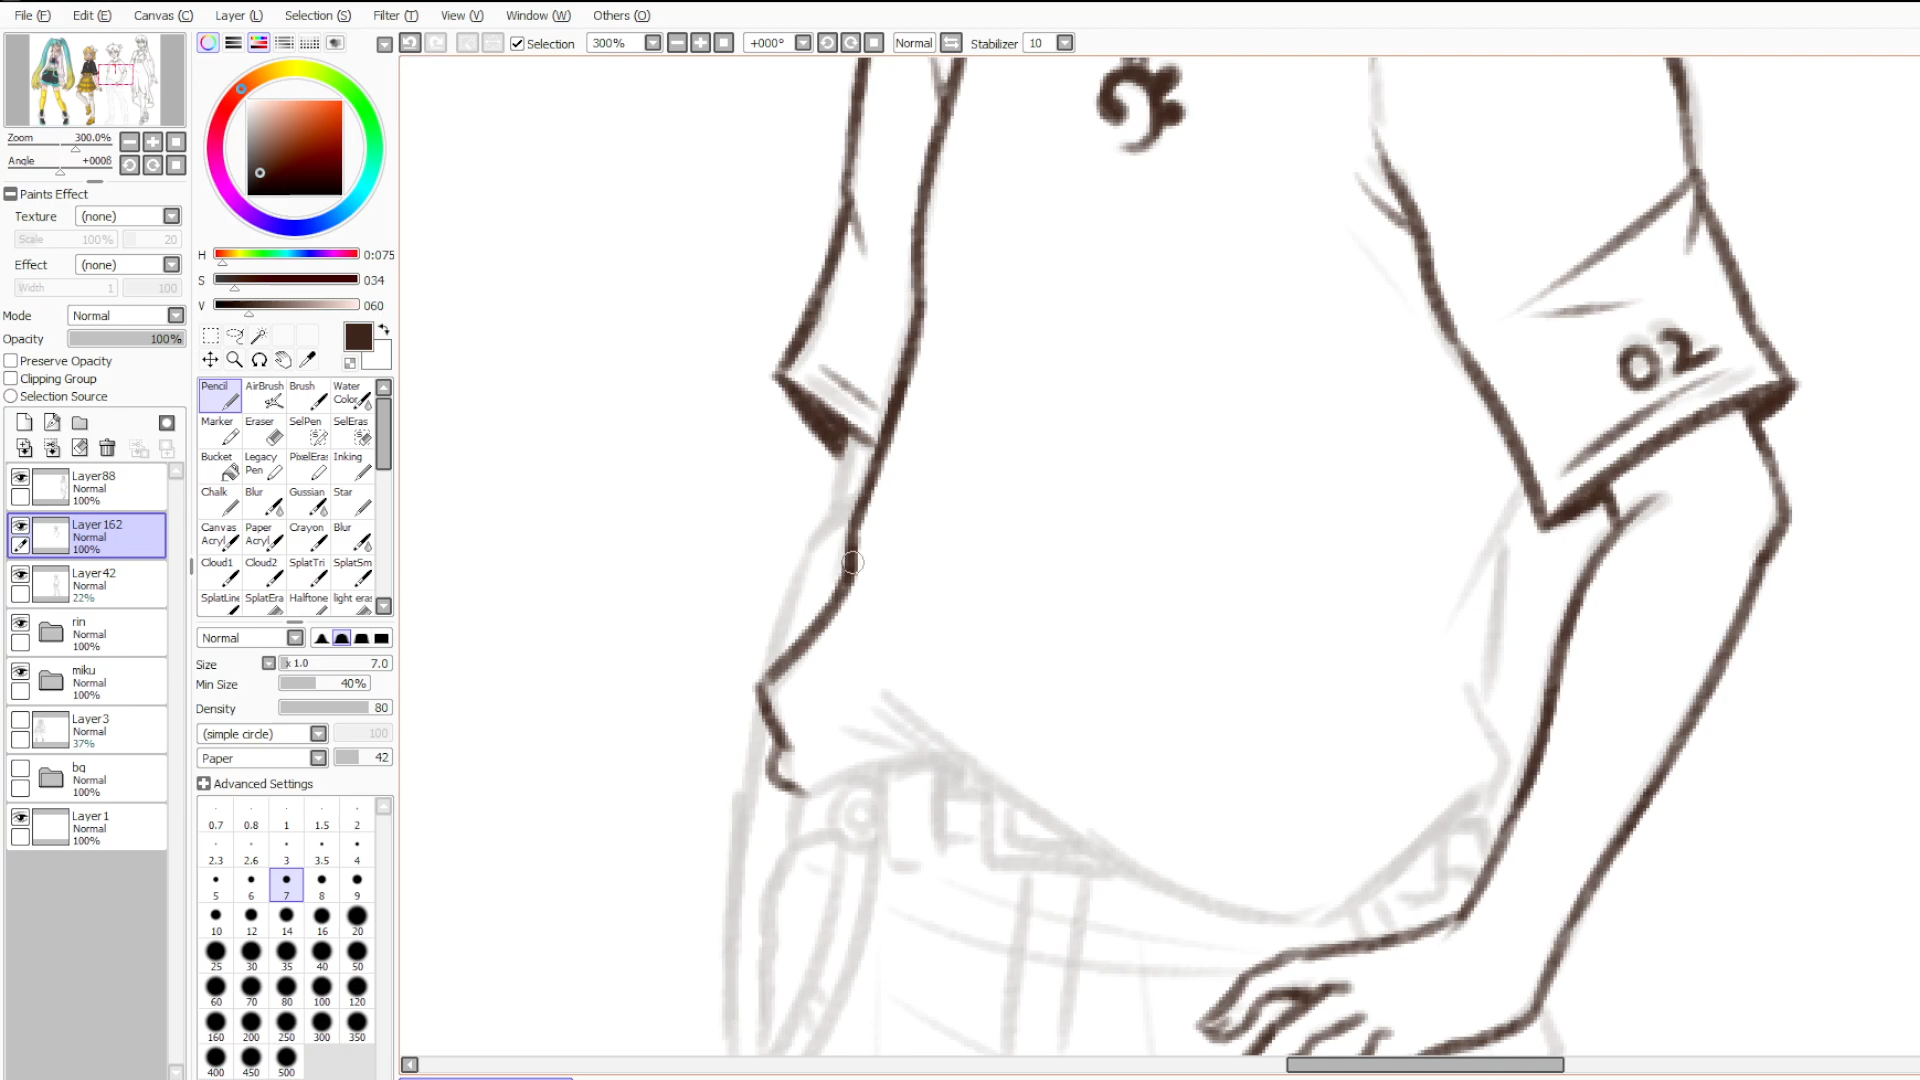 File (F) Edit (E) Canvas (C) Layer (L) Selection (S) Filter (T) View (V) Window (W) Others (O)
Selection 300% +000° Normal Stabilizer 10
Zoom 300.0%
Angle +0008
Paints Effect
Texture (none)
Scale 100% 20
Effect (none)
Width 1 100
Mode Normal
Opacity 100%
Preserve Opacity
Clipping Group
Selection Source
Layer88
Normal
100%
Layer162
Normal
100%
Layer42
Normal
22%
rin
Normal
100%
miku
Normal
100%
Layer3
Normal
37%
bg
Normal
100%
Layer1
Normal
100%
H 0:075
S 034
V 060
Pencil AirBrush Brush Water Color
Marker Eraser SelPen SelEras
Bucket Legacy Pen PixelEras Inking
Chalk Blur Gussian Star
Canvas Acryl Paper Acryl Crayon Blur
Cloud1 Cloud2 SplatTri SplatSm
SplatLine SplatEra Halftone light era
Normal
Size x 1.0 7.0
Min Size 40%
Density 80
(simple circle) 100
Paper 42
Advanced Settings
0.7 0.8 1 1.5 2
2.3 2.6 3 3.5 4
5 6 7 8 9
10 12 14 16 20
25 30 35 40 50
60 70 80 100 120
160 200 250 300 350
400 450 500
02